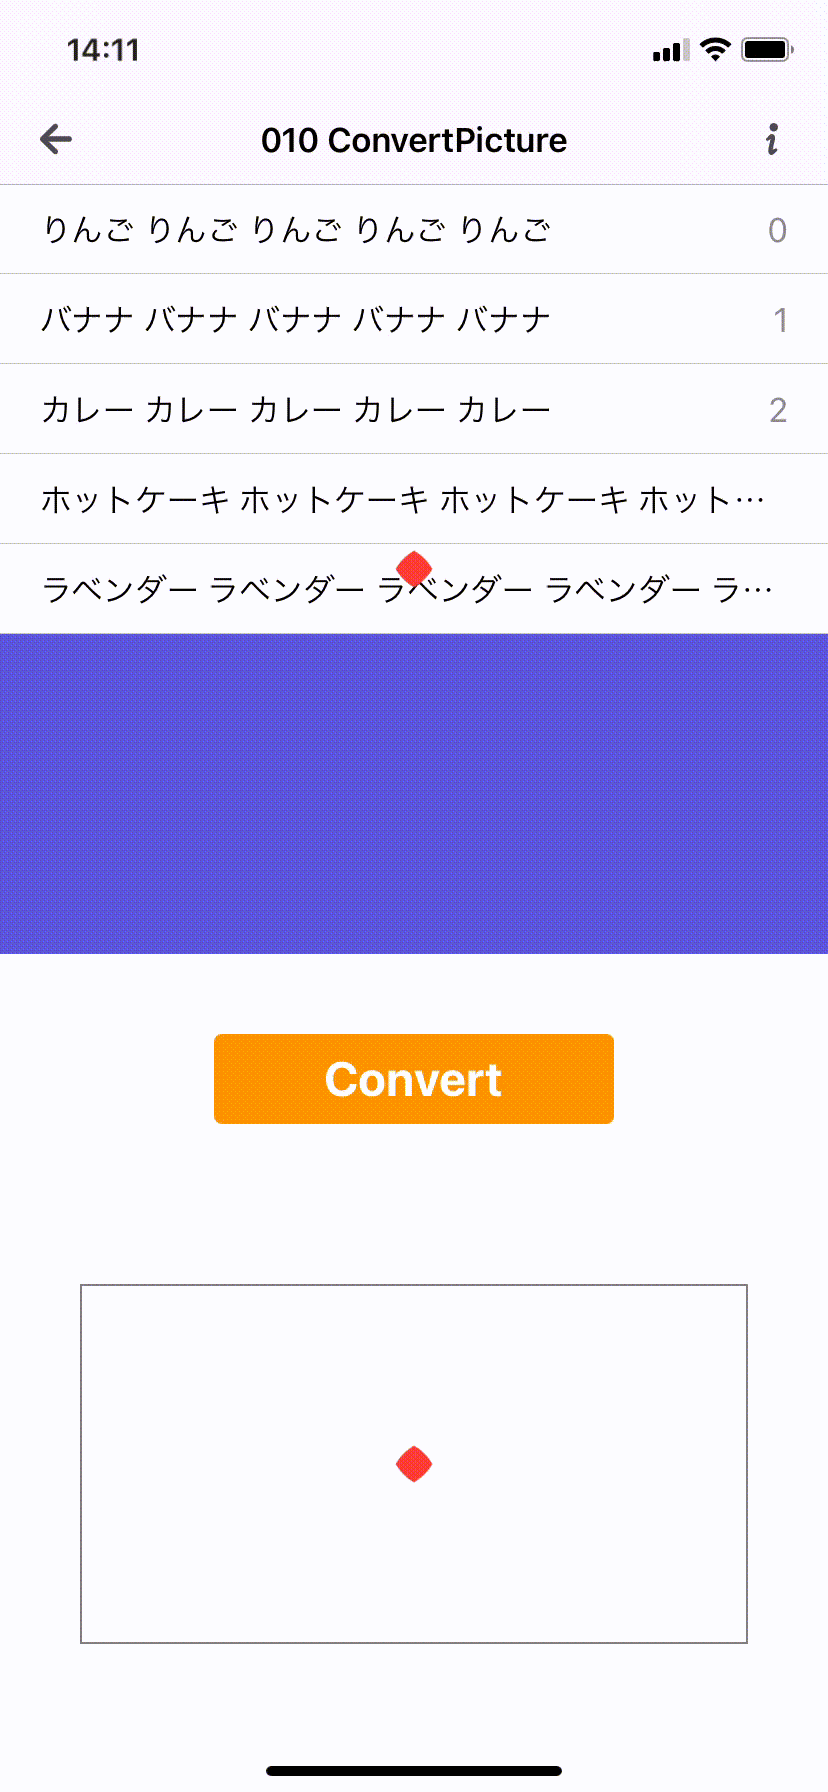 14:11
010 ConvertPicture
りんご りんご りんご りんご りんご 0
バナナ バナナ バナナ バナナ バナナ 1
カレー カレー カレー カレー カレー 2
ホットケーキ ホットケーキ ホットケーキ ホット…
ラベンダー ラベンダー ラベンダー ラベンダー ラ…
Convert